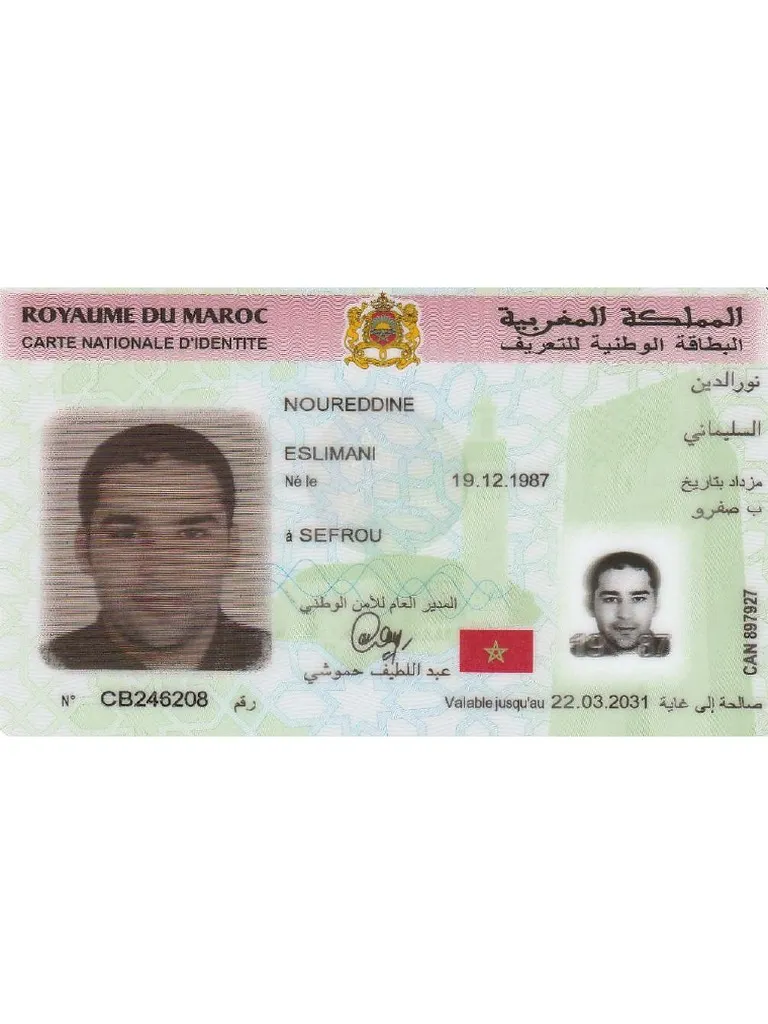 ROYAUME DU MAROC
المملكة المغربية
CARTE NATIONALE D'IDENTITE
البطاقة الوطنية للتعريف
نورالدين
NOUREDDINE
السليماني
ESLIMANI
Né le 19.12.1987 مزداد بتاريخ
ب صفرو
à SEFROU
المدير العام للأمن الوطني
عبد اللطيف حموشي
CAN 897927
N° CB246208 رقم
Valable jusqu'au 22.03.2031 صالحة إلى غاية